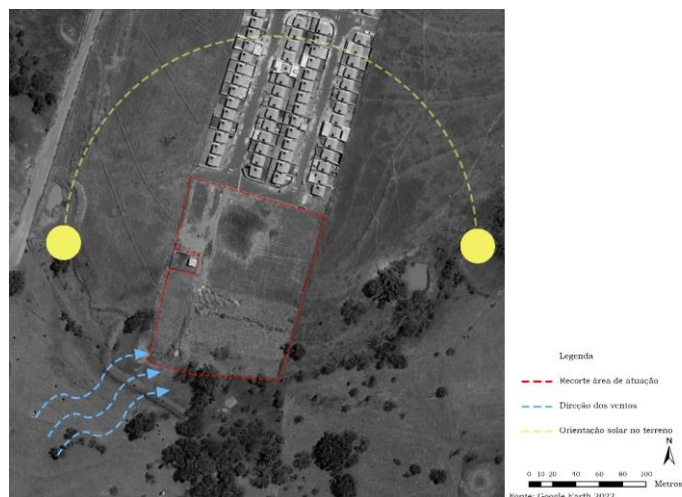 Legenda
Recorte área de atuação
Direção dos ventos
Orientação solar no terreno
N
0 10 20 40 60 80 100
Metros
Fonte: Google Earth 2022